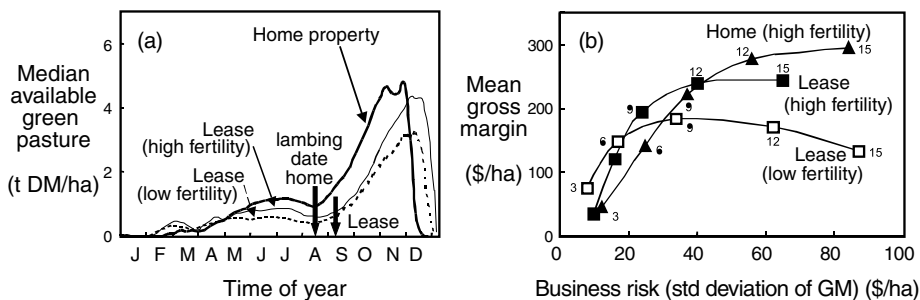 (a)
6
4
2
0
Median
available
green
pasture
(t DM/ha)
Home property
Lease
(high fertility)
Lease
(low fertility)
lambing
date
home
Lease
J F M A M J J A S O N D
Time of year
(b)
300
200
100
0
Mean
gross
margin
($/ha)
Home (high fertility)
12
15
12
15
Lease
(high fertility)
9
9
9
6
6
3
3
12
15
Lease
(low fertility)
0 20 40 60 80 100
Business risk (std deviation of GM) ($/ha)